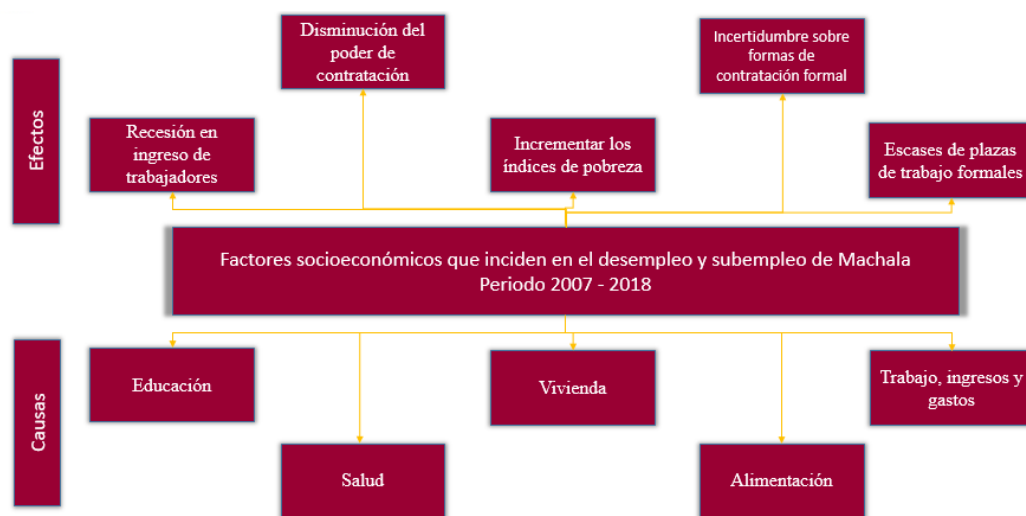 Efectos
Disminución del
poder de
contratación
Incertidumbre sobre
formas de
contratación formal
Recesión en
ingreso de
trabajadores
Incrementar los
índices de pobreza
Escases de plazas
de trabajo formales
Factores socioeconómicos que inciden en el desempleo y subempleo de Machala
Periodo 2007 - 2018
Causas
Educación
Vivienda
Trabajo, ingresos y
gastos
Salud
Alimentación